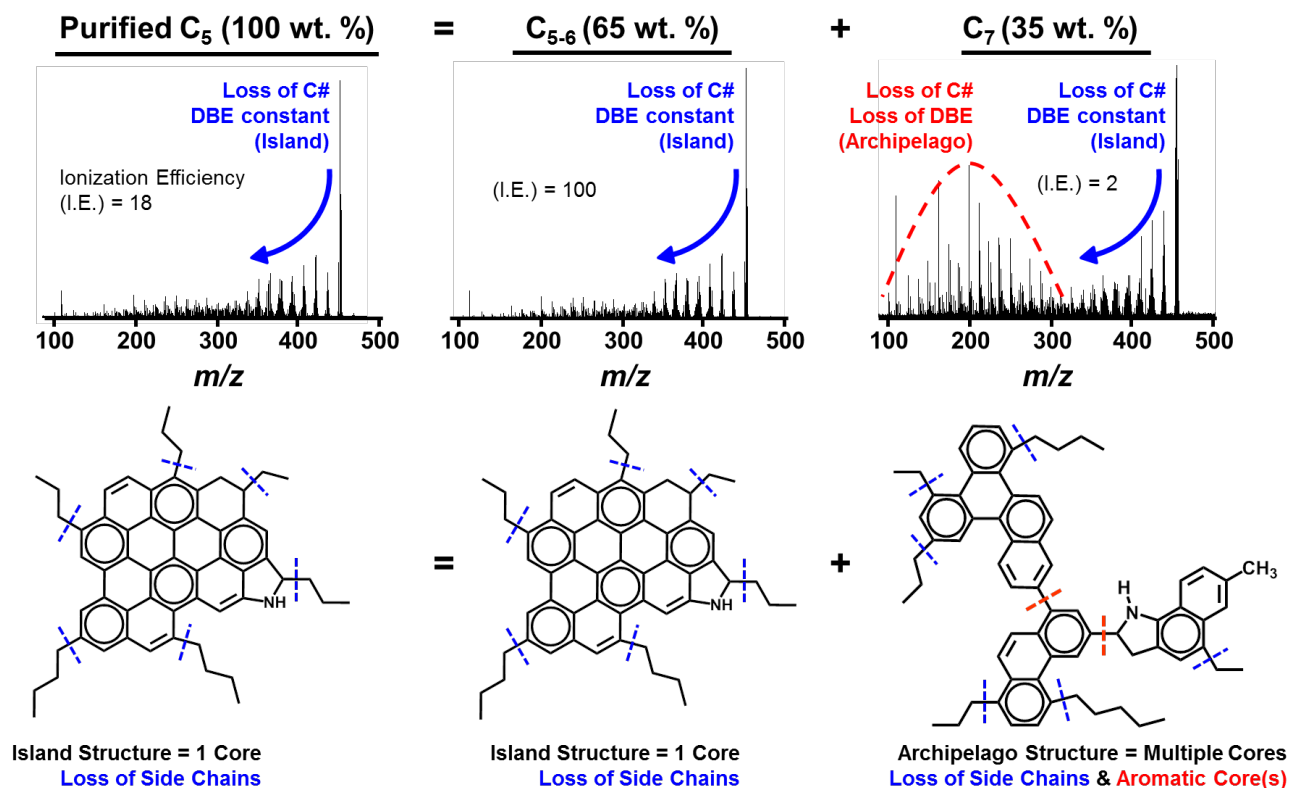 Purified C5 (100 wt. %) = C5-6 (65 wt. %) + C7 (35 wt. %)
Loss of C#
DBE constant
(Island)
Ionization Efficiency
(I.E.) = 18
100 200 300 400 500
m/z
Loss of C#
DBE constant
(Island)
(I.E.) = 100
100 200 300 400 500
m/z
Loss of C#
Loss of DBE
(Archipelago)
Loss of C#
DBE constant
(Island)
(I.E.) = 2
100 200 300 400 500
m/z
NH
=
NH
+
H
N
CH3
Island Structure = 1 Core
Loss of Side Chains
Island Structure = 1 Core
Loss of Side Chains
Archipelago Structure = Multiple Cores
Loss of Side Chains & Aromatic Core(s)